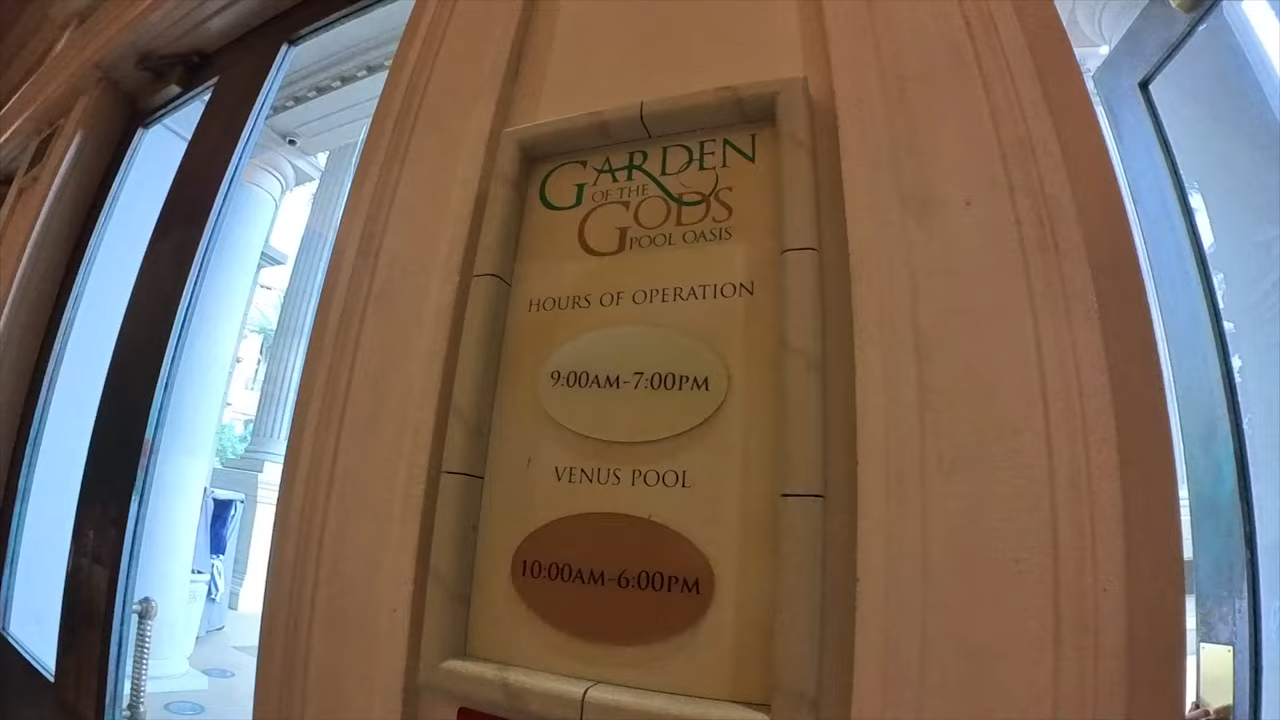 GARDEN
OF THE
GODS
POOL OASIS
HOURS OF OPERATION
9:00AM-7:00PM
VENUS POOL
10:00AM-6:00PM